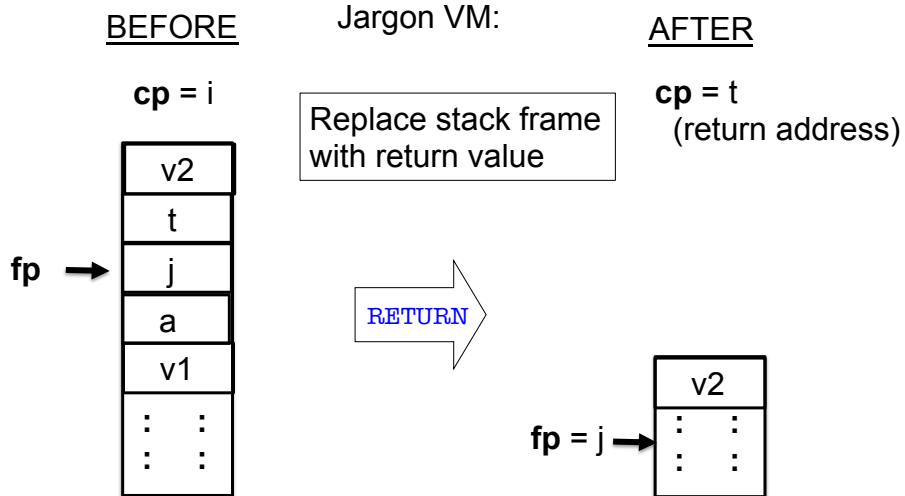 Jargon VM:
BEFORE
AFTER
cp = i
cp = t
(return address)
Replace stack frame
with return value
v2
t
fp
j
a
v1
: :
: :
RETURN
v2
fp = j
: :
: :